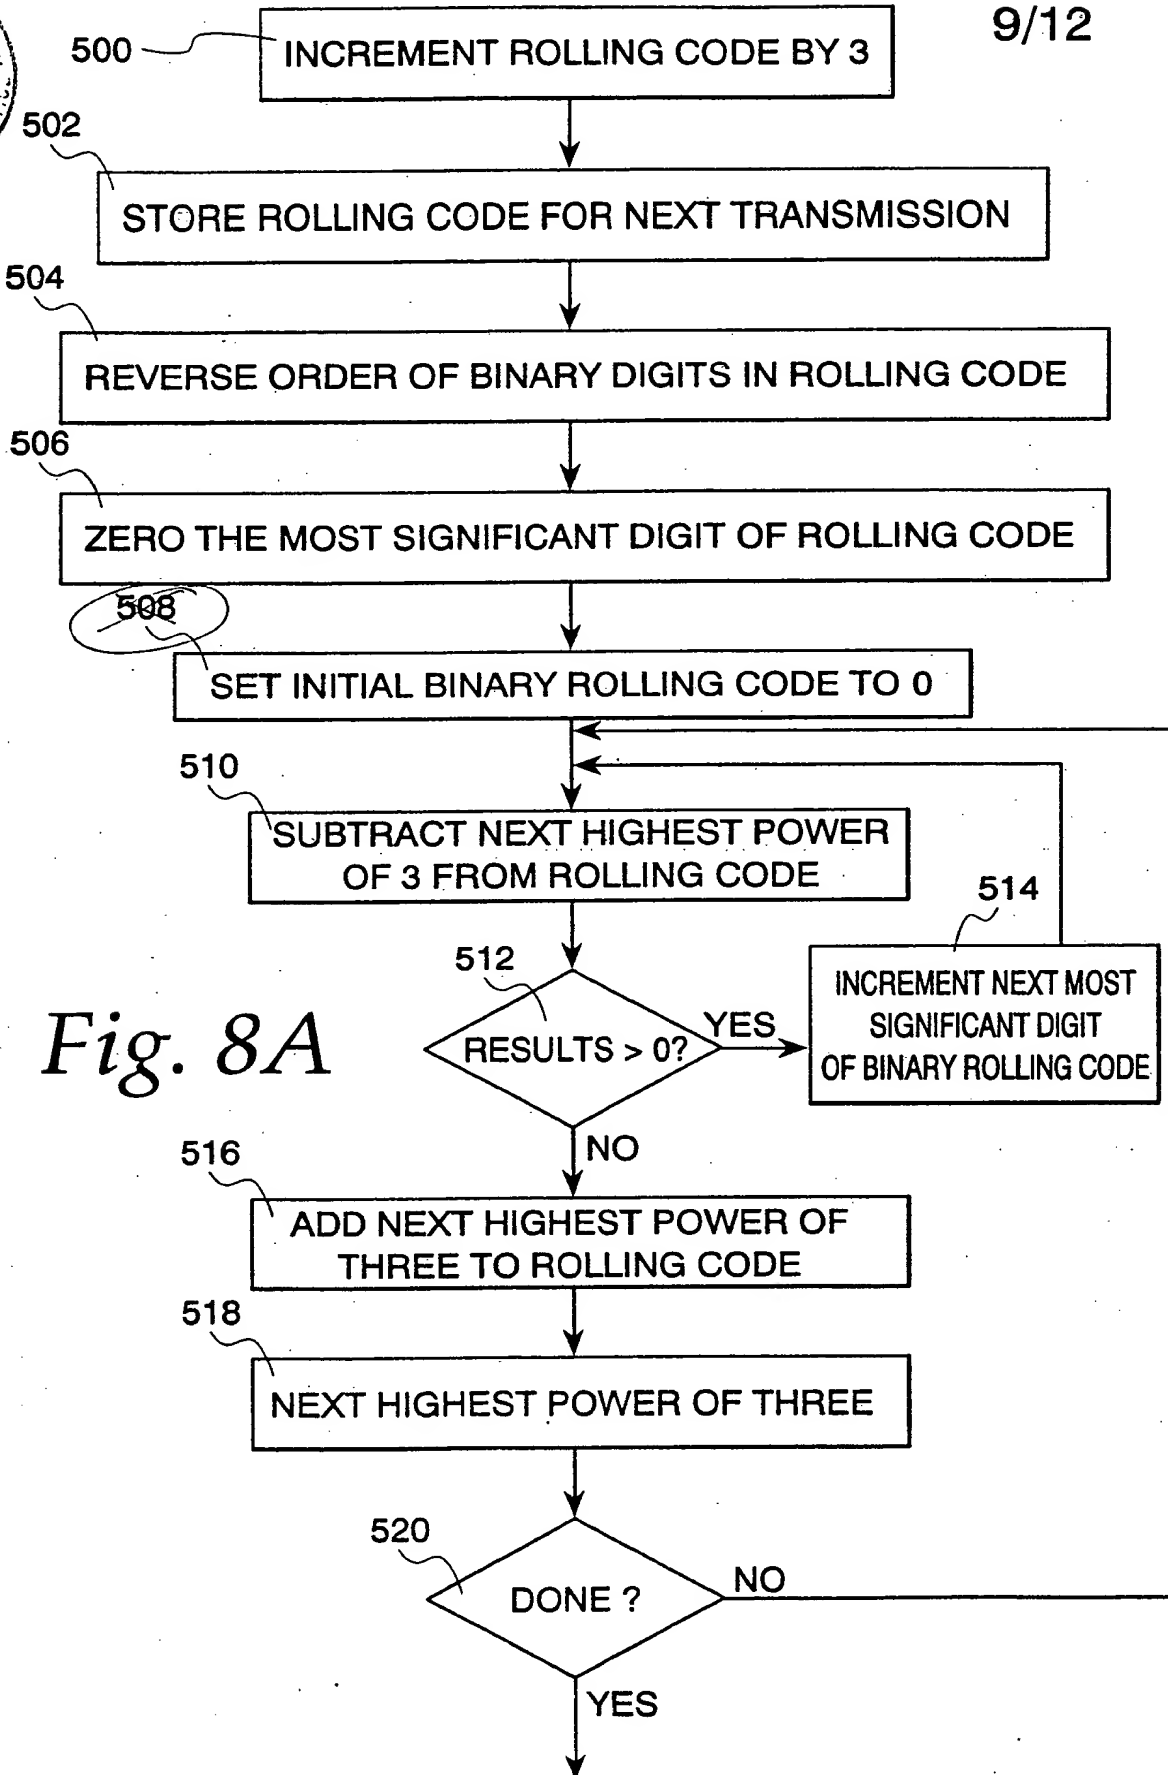 9/12
500
INCREMENT ROLLING CODE BY 3
502
STORE ROLLING CODE FOR NEXT TRANSMISSION
504
REVERSE ORDER OF BINARY DIGITS IN ROLLING CODE
506
ZERO THE MOST SIGNIFICANT DIGIT OF ROLLING CODE
508
SET INITIAL BINARY ROLLING CODE TO 0
510
SUBTRACT NEXT HIGHEST POWER
OF 3 FROM ROLLING CODE
512
RESULTS > 0?
YES
514
INCREMENT NEXT MOST
SIGNIFICANT DIGIT
OF BINARY ROLLING CODE
Fig. 8A
NO
516
ADD NEXT HIGHEST POWER OF
THREE TO ROLLING CODE
518
NEXT HIGHEST POWER OF THREE
520
DONE ?
NO
YES